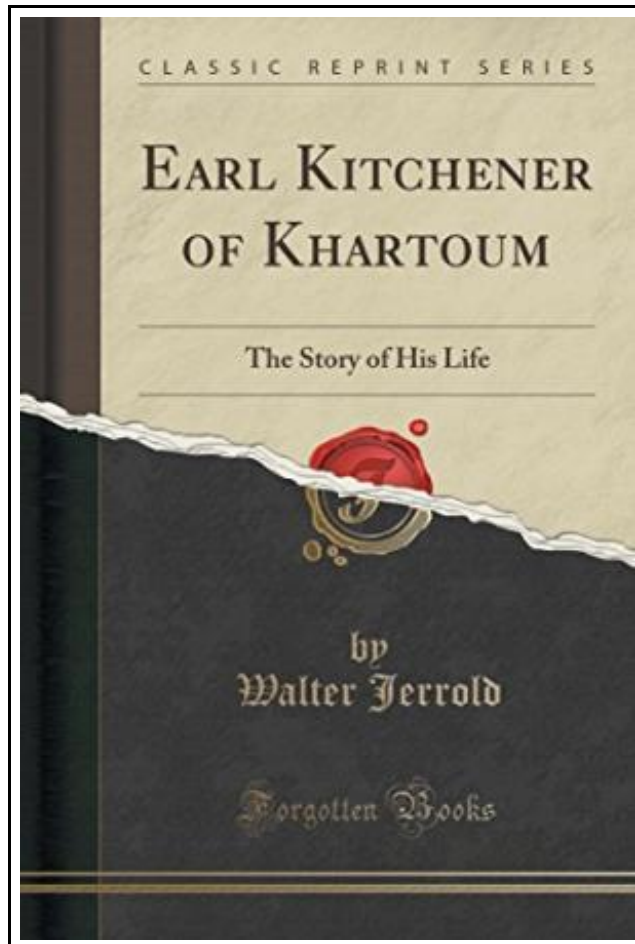 CLASSIC REPRINT SERIES
EARL KITCHENER
OF KHARTOUM
The Story of His Life
by
Walter Jerrold
Forgotten Books